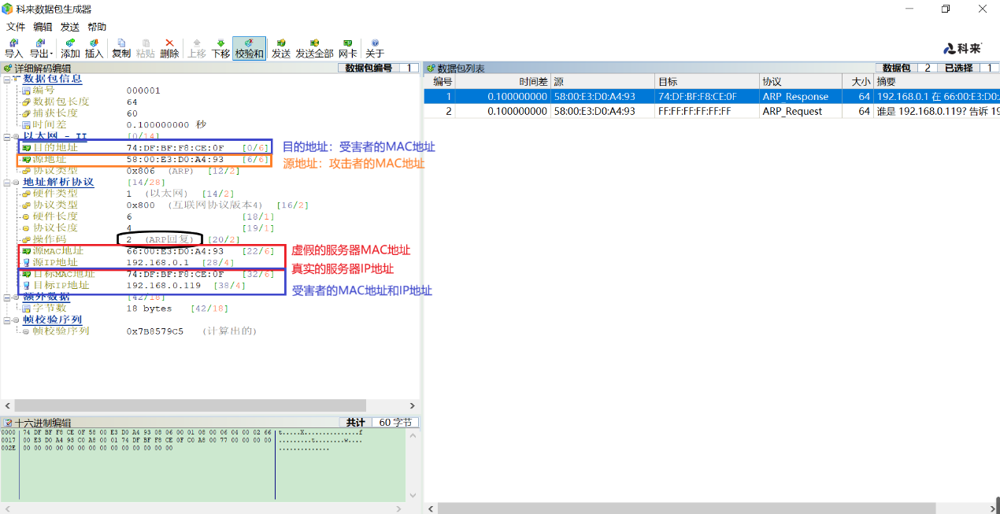 科来数据包生成器
文件 编辑 发送 帮助
导入 导出 添加 插入 复制 粘贴 删除 上移 下移 校验和 发送 发送全部 网卡 关于
科来
详细解码编辑 数据包编号 1
数据包信息
编号 000001
数据包长度 64
捕获长度 60
时间差 0.100000000 秒
以太网 - II [0/14]
目的地址 74:DF:BF:F8:CE:0F [0/6] 目的地址：受害者的MAC地址
源地址 58:00:E3:D0:A4:93 [6/6] 源地址：攻击者的MAC地址
协议类型 0x806 (ARP) [12/2]
地址解析协议 [14/28]
硬件类型 1 (以太网) [14/2]
协议类型 0x800 (互联网协议版本4) [16/2]
硬件长度 6 [18/1]
协议长度 4 [19/1]
操作码 2 (ARP回复) [20/2]
源MAC地址 66:00:E3:D0:A4:93 [22/6] 虚假的服务器MAC地址
源IP地址 192.168.0.1 [28/4] 真实的服务器IP地址
目标MAC地址 74:DF:BF:F8:CE:0F [32/6]
目标IP地址 192.168.0.119 [38/4] 受害者的MAC地址和IP地址
额外数据 [42/18]
字节数 18 bytes [42/18]
帧校验序列
帧校验序列 0x7B8579C5 (计算出的)
数据包列表 数据包 2 已选择 1
编号 时间差 源 目标 协议 大小 摘要
1 0.100000000 58:00:E3:D0:A4:93 74:DF:BF:F8:CE:0F ARP_Response 64 192.168.0.1 在 66:00:E3:D0:A
2 0.100000000 58:00:E3:D0:A4:93 FF:FF:FF:FF:FF:FF ARP_Request 64 谁是 192.168.0.119? 告诉 19
十六进制编辑 共计 60 字节
0000 74 DF BF F8 CE 0F 58 00 E3 D0 A4 93 08 06 00 01 08 00 06 04 00 02 66 t.....X...............f
0017 00 E3 D0 A4 93 C0 A8 00 01 74 DF BF F8 CE 0F C0 A8 00 77 00 00 00 00 .........t........w....
002E 00 00 00 00 00 00 00 00 00 00 00 00 00 00 ..............